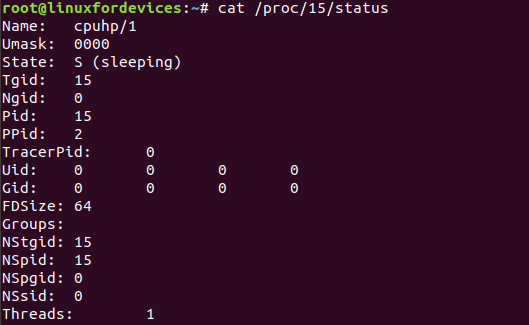 root@linuxfordevices:~# cat /proc/15/status
Name:	cpuhp/1
Umask:	0000
State:	S (sleeping)
Tgid:	15
Ngid:	0
Pid:	15
PPid:	2
TracerPid:	0
Uid:	0	0	0	0
Gid:	0	0	0	0
FDSize:	64
Groups:
NStgid:	15
NSpid:	15
NSpgid:	0
NSsid:	0
Threads:	1